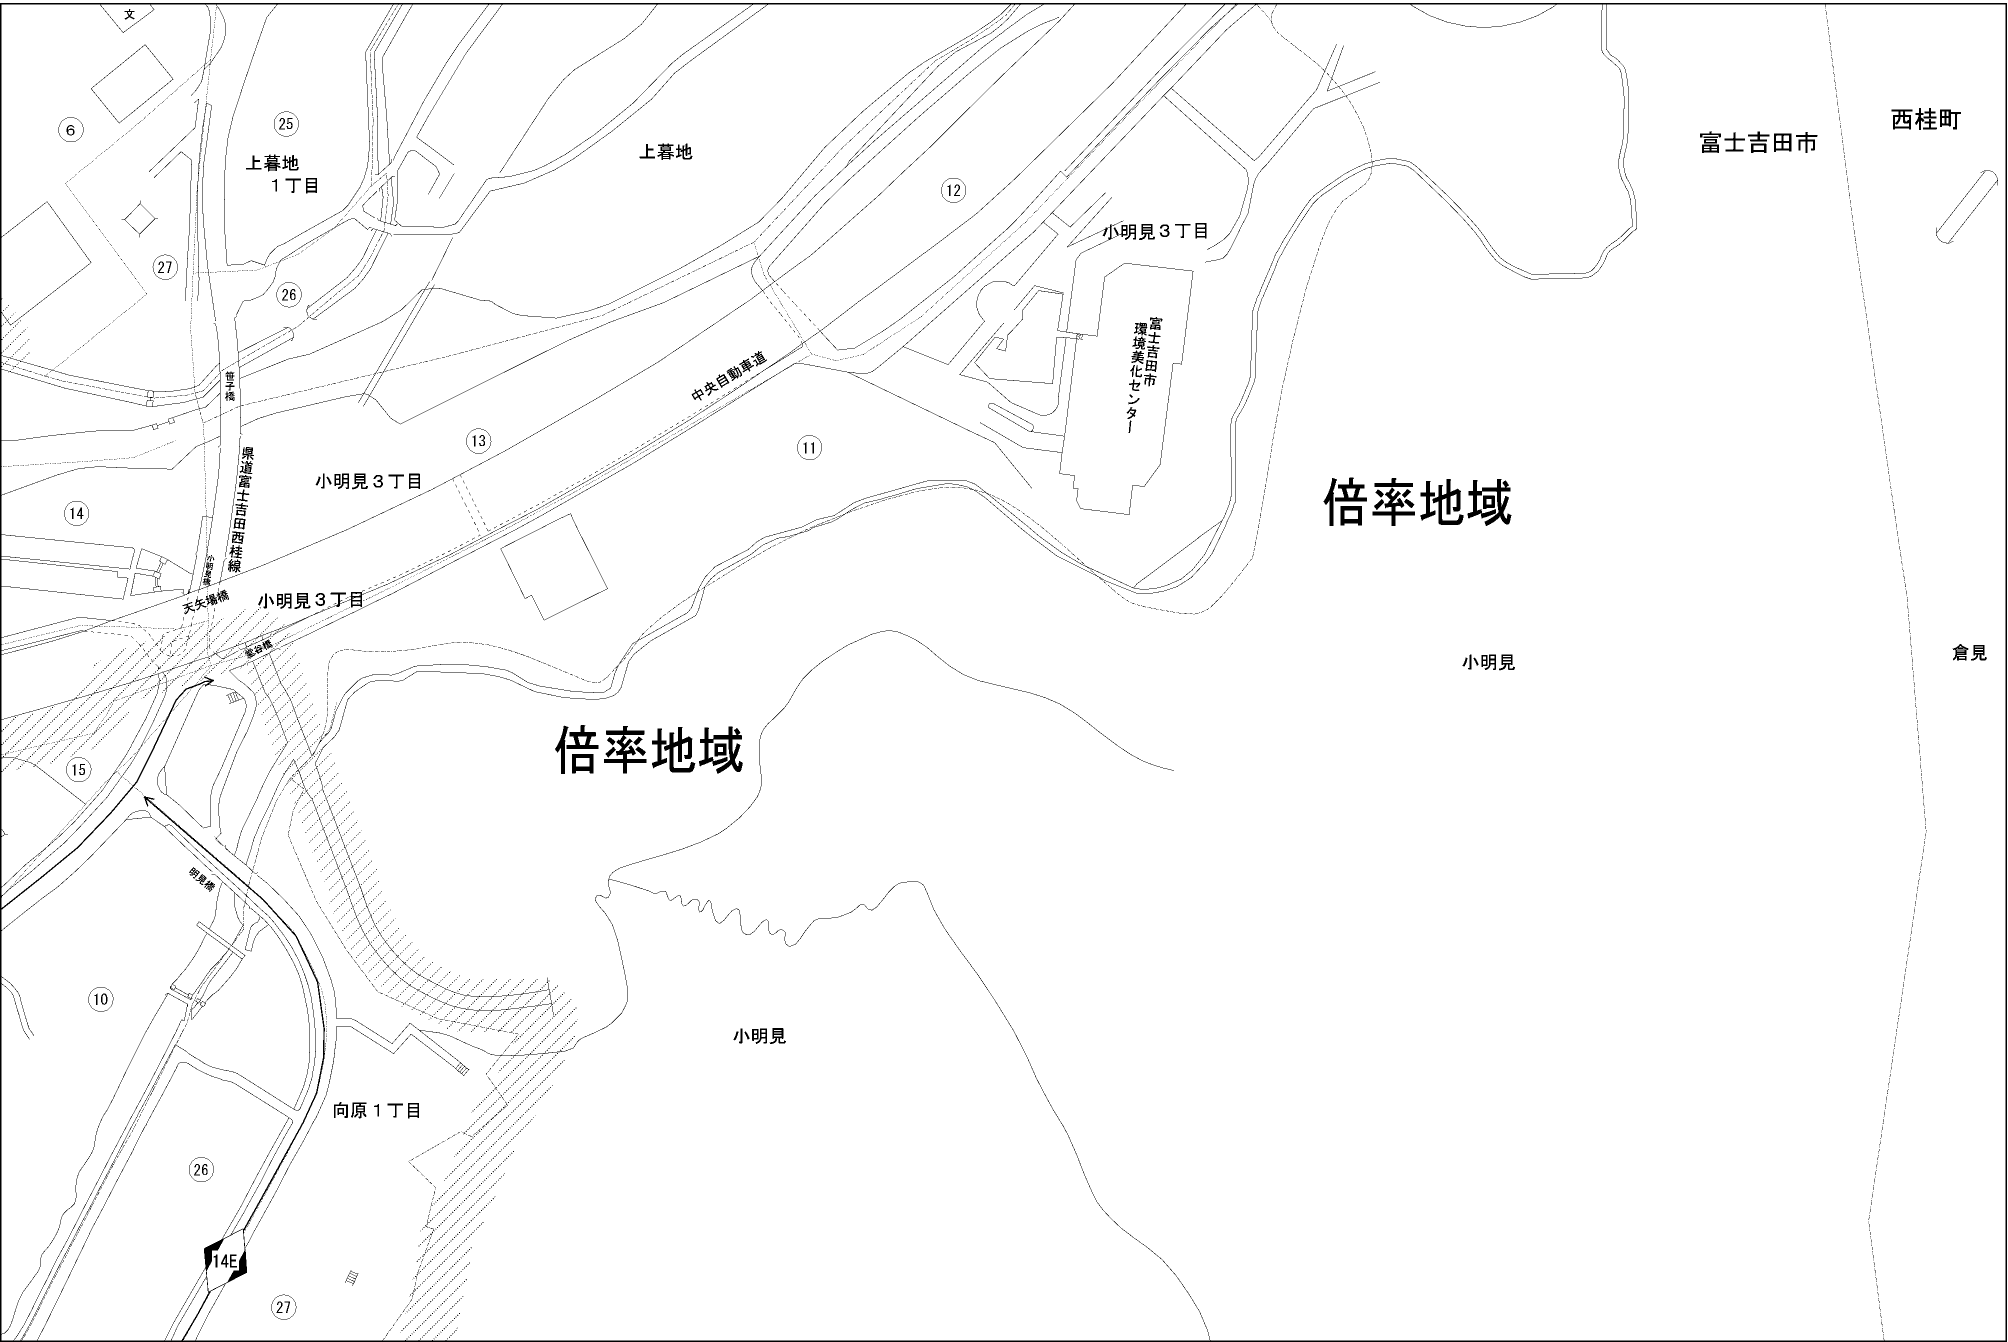 文
6
25
上暮地
1丁目
上暮地
12
西桂町
富士吉田市
27
26
小明見3丁目
富士吉田市
環境美化センター
中央自動車道
笹子橋
13
11
小明見3丁目
県道富士吉田西桂線
倍率地域
14
小明見橋
天矢場橋
小明見3丁目
小明見
倉見
倍率地域
15
明見橋
10
小明見
向原1丁目
26
14E
27